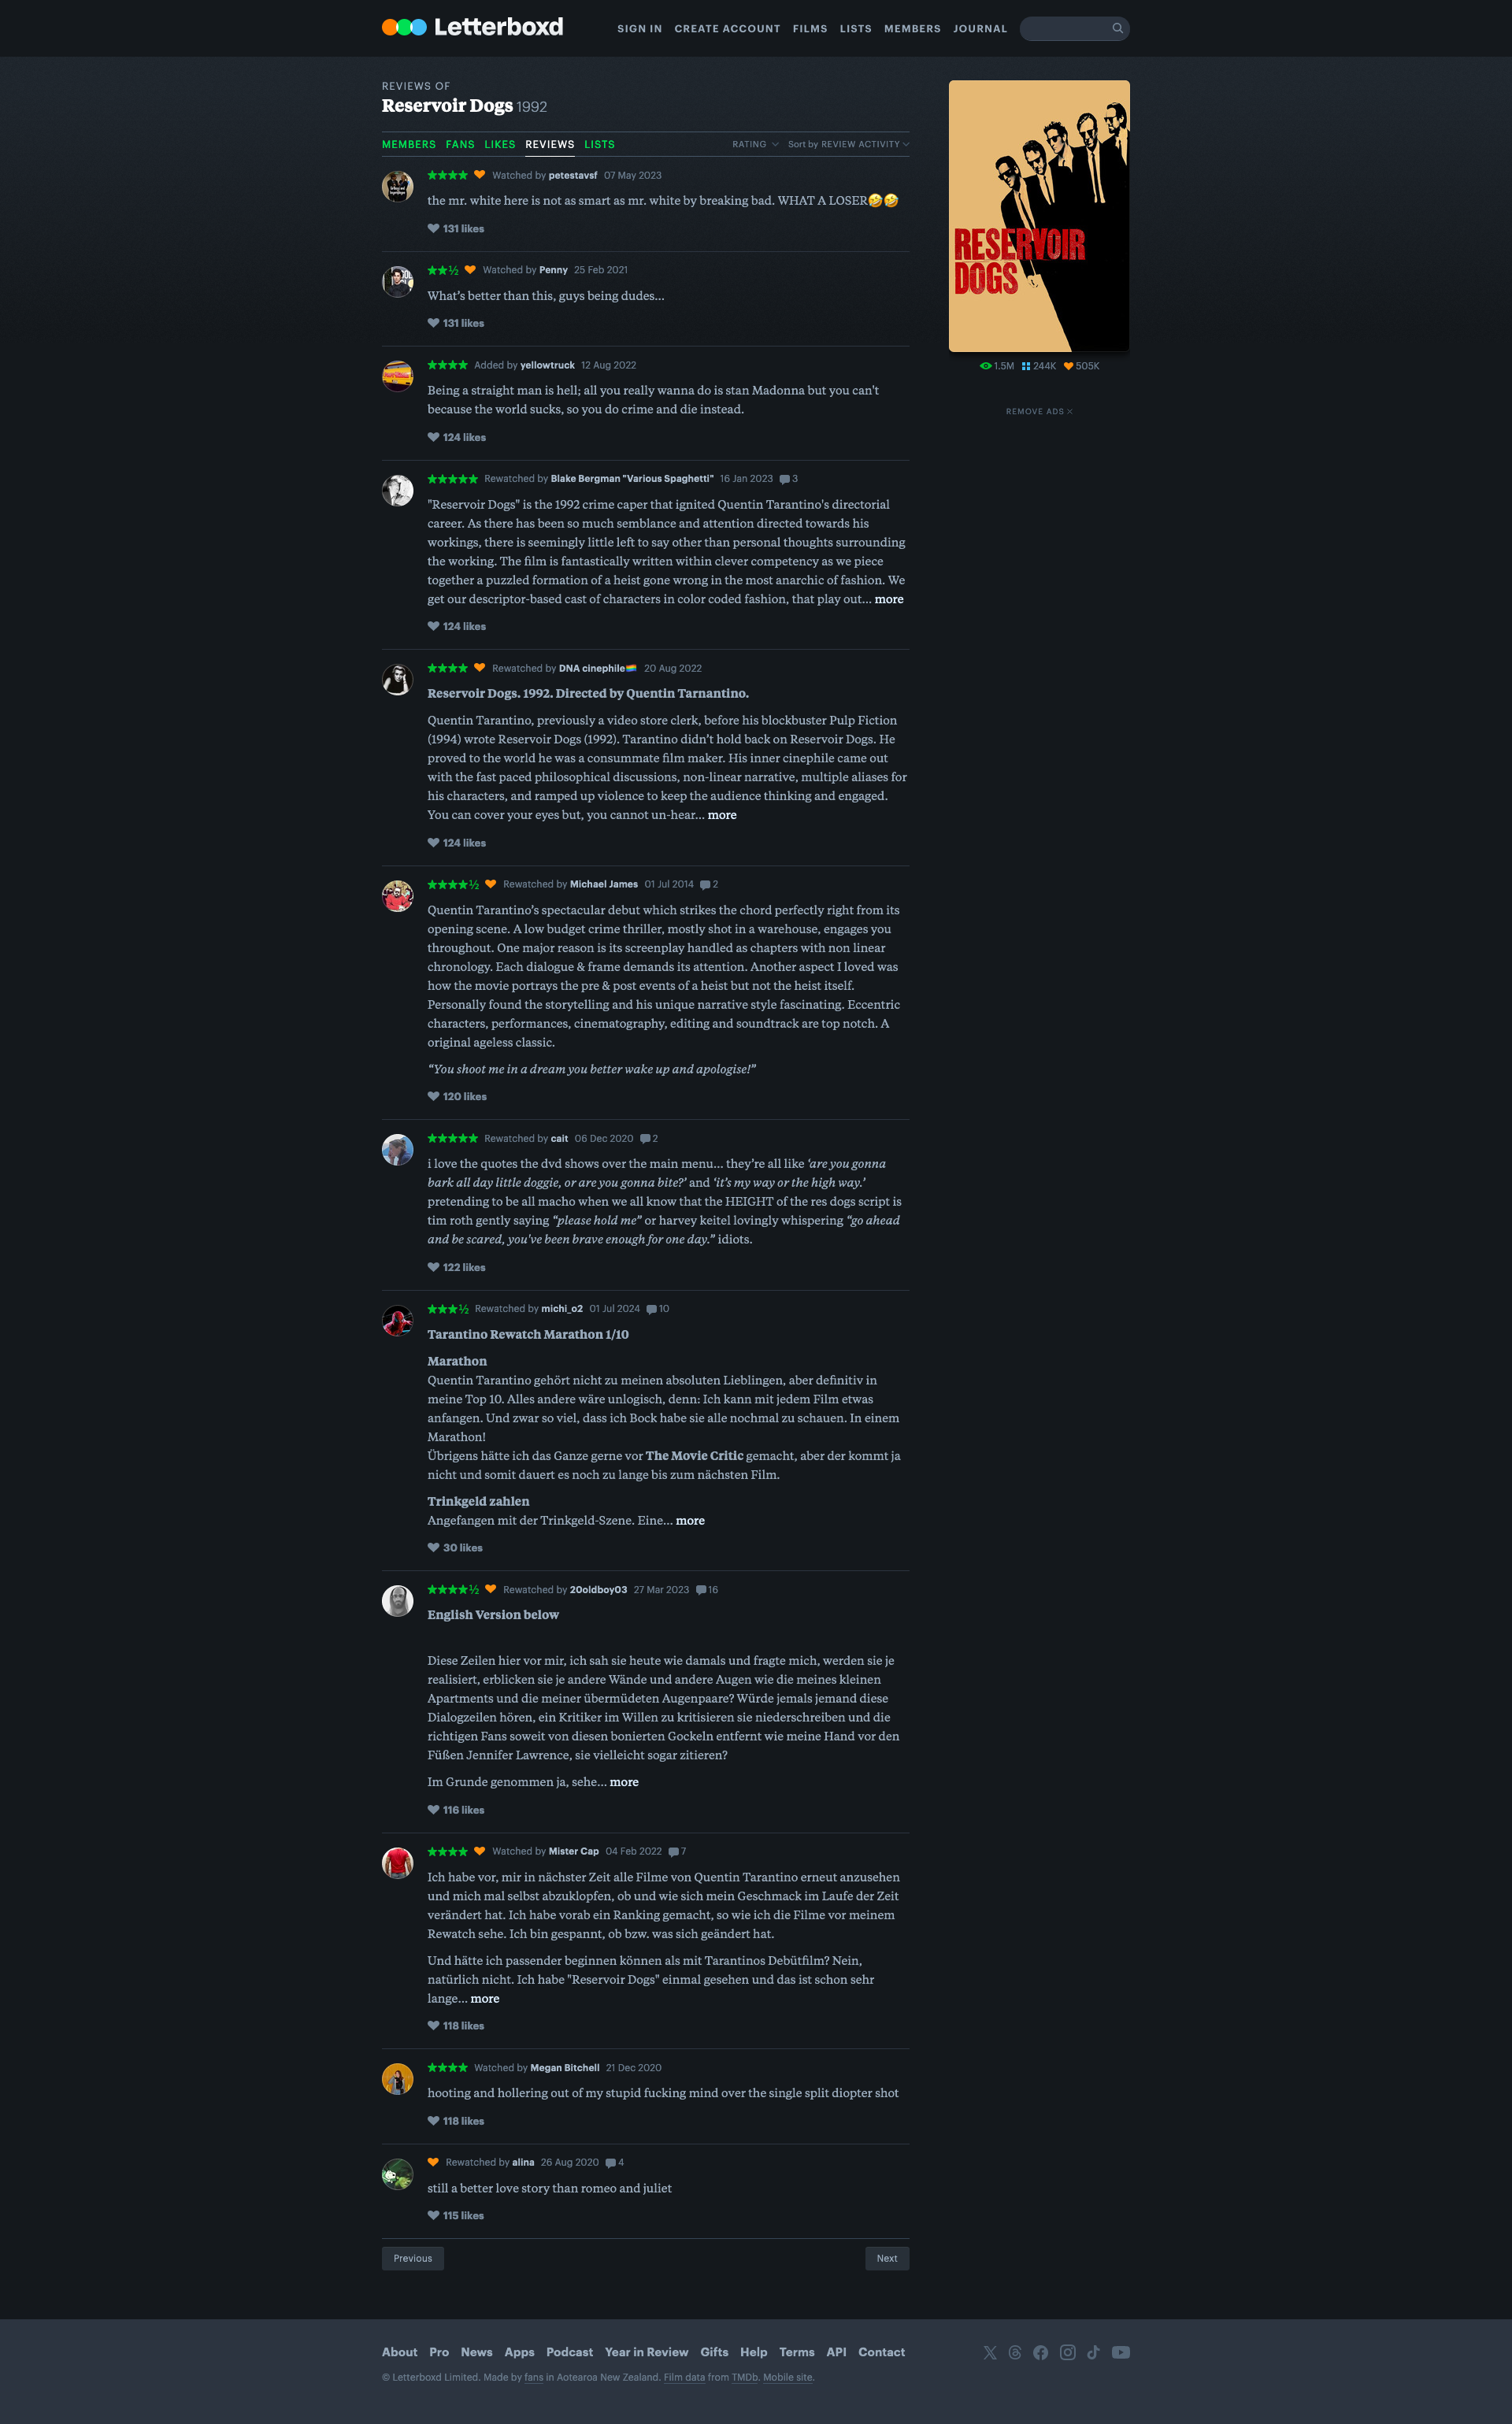 Letterboxd
SIGN IN CREATE ACCOUNT FILMS LISTS MEMBERS JOURNAL
REVIEWS OF
Reservoir Dogs 1992
MEMBERS FANS LIKES REVIEWS LISTS
RATING Sort by REVIEW ACTIVITY
★★★★ Watched by petestavsf 07 May 2023
the mr. white here is not as smart as mr. white by breaking bad. WHAT A LOSER🤣🤣
131 likes
★★½ Watched by Penny 25 Feb 2021
What's better than this, guys being dudes...
131 likes
★★★★ Added by yellowtruck 12 Aug 2022
Being a straight man is hell; all you really wanna do is stan Madonna but you can't
because the world sucks, so you do crime and die instead.
124 likes
★★★★★ Rewatched by Blake Bergman "Various Spaghetti" 16 Jan 2023 3
"Reservoir Dogs" is the 1992 crime caper that ignited Quentin Tarantino's directorial
career. As there has been so much semblance and attention directed towards his
workings, there is seemingly little left to say other than personal thoughts surrounding
the working. The film is fantastically written within clever competency as we piece
together a puzzled formation of a heist gone wrong in the most anarchic of fashion. We
get our descriptor-based cast of characters in color coded fashion, that play out... more
124 likes
★★★★ Rewatched by DNA cinephile🏳️‍🌈 20 Aug 2022
Reservoir Dogs. 1992. Directed by Quentin Tarnantino.
Quentin Tarantino, previously a video store clerk, before his blockbuster Pulp Fiction
(1994) wrote Reservoir Dogs (1992). Tarantino didn't hold back on Reservoir Dogs. He
proved to the world he was a consummate film maker. His inner cinephile came out
with the fast paced philosophical discussions, non-linear narrative, multiple aliases for
his characters, and ramped up violence to keep the audience thinking and engaged.
You can cover your eyes but, you cannot un-hear... more
124 likes
★★★★½ Rewatched by Michael James 01 Jul 2014 2
Quentin Tarantino's spectacular debut which strikes the chord perfectly right from its
opening scene. A low budget crime thriller, mostly shot in a warehouse, engages you
throughout. One major reason is its screenplay handled as chapters with non linear
chronology. Each dialogue & frame demands its attention. Another aspect I loved was
how the movie portrays the pre & post events of a heist but not the heist itself.
Personally found the storytelling and his unique narrative style fascinating. Eccentric
characters, performances, cinematography, editing and soundtrack are top notch. A
original ageless classic.
“You shoot me in a dream you better wake up and apologise!”
120 likes
★★★★★ Rewatched by cait 06 Dec 2020 2
i love the quotes the dvd shows over the main menu... they're all like ‘are you gonna
bark all day little doggie, or are you gonna bite?’ and ‘it's my way or the high way.’
pretending to be all macho when we all know that the HEIGHT of the res dogs script is
tim roth gently saying “please hold me” or harvey keitel lovingly whispering “go ahead
and be scared, you've been brave enough for one day.” idiots.
122 likes
★★★½ Rewatched by michi_o2 01 Jul 2024 10
Tarantino Rewatch Marathon 1/10
Marathon
Quentin Tarantino gehört nicht zu meinen absoluten Lieblingen, aber definitiv in
meine Top 10. Alles andere wäre unlogisch, denn: Ich kann mit jedem Film etwas
anfangen. Und zwar so viel, dass ich Bock habe sie alle nochmal zu schauen. In einem
Marathon!
Übrigens hätte ich das Ganze gerne vor The Movie Critic gemacht, aber der kommt ja
nicht und somit dauert es noch zu lange bis zum nächsten Film.
Trinkgeld zahlen
Angefangen mit der Trinkgeld-Szene. Eine... more
30 likes
★★★★½ Rewatched by 20oldboy03 27 Mar 2023 16
English Version below
Diese Zeilen hier vor mir, ich sah sie heute wie damals und fragte mich, werden sie je
realisiert, erblicken sie je andere Wände und andere Augen wie die meines kleinen
Apartments und die meiner übermüdeten Augenpaare? Würde jemals jemand diese
Dialogzeilen hören, ein Kritiker im Willen zu kritisieren sie niederschreiben und die
richtigen Fans soweit von diesen bonierten Gockeln entfernt wie meine Hand vor den
Füßen Jennifer Lawrence, sie vielleicht sogar zitieren?
Im Grunde genommen ja, sehe... more
116 likes
★★★★ Watched by Mister Cap 04 Feb 2022 7
Ich habe vor, mir in nächster Zeit alle Filme von Quentin Tarantino erneut anzusehen
und mich mal selbst abzuklopfen, ob und wie sich mein Geschmack im Laufe der Zeit
verändert hat. Ich habe vorab ein Ranking gemacht, so wie ich die Filme vor meinem
Rewatch sehe. Ich bin gespannt, ob bzw. was sich geändert hat.
Und hätte ich passender beginnen können als mit Tarantinos Debütfilm? Nein,
natürlich nicht. Ich habe "Reservoir Dogs" einmal gesehen und das ist schon sehr
lange... more
118 likes
★★★★ Watched by Megan Bitchell 21 Dec 2020
hooting and hollering out of my stupid fucking mind over the single split diopter shot
118 likes
Rewatched by alina 26 Aug 2020 4
still a better love story than romeo and juliet
115 likes
Previous Next
RESERVOIR
DOGS
1.5M 244K 505K
REMOVE ADS
About Pro News Apps Podcast Year in Review Gifts Help Terms API Contact
© Letterboxd Limited. Made by fans in Aotearoa New Zealand. Film data from TMDb. Mobile site.